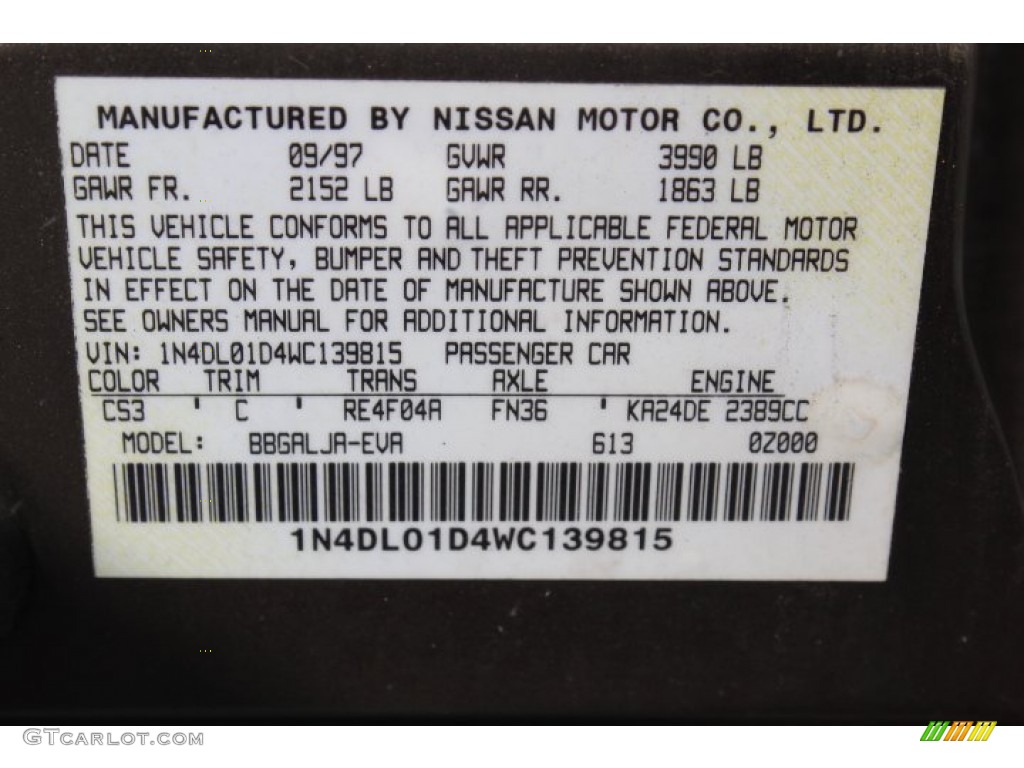 MANUFACTURED BY NISSAN MOTOR CO., LTD.
DATE 09/97 GVWR 3990 LB
GAWR FR. 2152 LB GAWR RR. 1863 LB
THIS VEHICLE CONFORMS TO ALL APPLICABLE FEDERAL MOTOR
VEHICLE SAFETY, BUMPER AND THEFT PREVENTION STANDARDS
IN EFFECT ON THE DATE OF MANUFACTURE SHOWN ABOVE.
SEE OWNERS MANUAL FOR ADDITIONAL INFORMATION.
VIN: 1N4DL01D4WC139815 PASSENGER CAR
COLOR TRIM TRANS AXLE ENGINE
CS3 ' C ' RE4F04A FN36 ' KA24DE 2389CC
MODEL: BBGALJA-EVA 613 0Z000
1N4DL01D4WC139815
GTCARLOT.COM